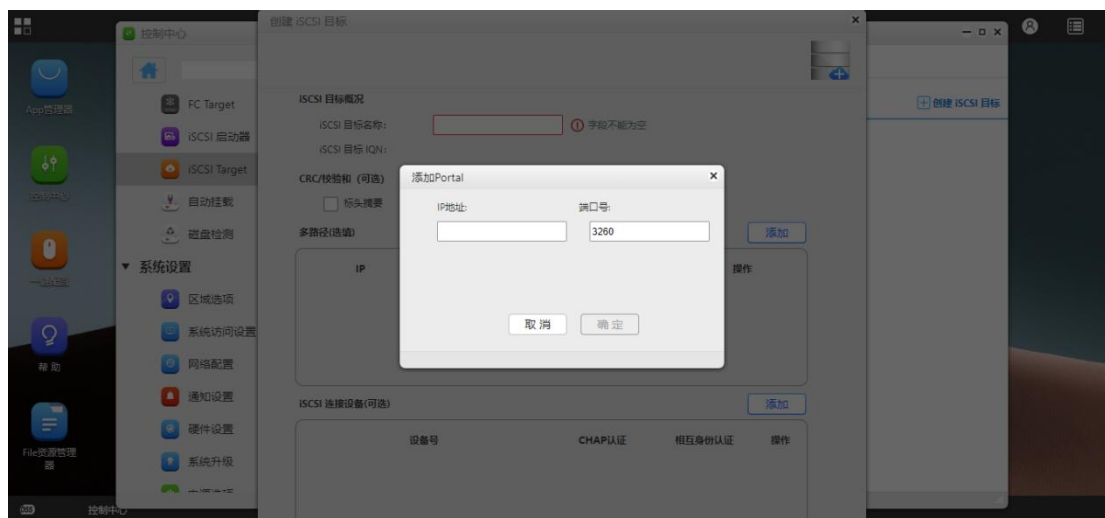 创建 iSCSI 目标
控制中心
App管理器
控制中心
帮 助
File资源管理
器
FC Target
iSCSI 启动器
iSCSI Target
自动挂载
磁盘检测
系统设置
区域选项
系统访问设置
网络配置
通知设置
硬件设置
系统升级
创建 iSCSI 目标
iSCSI 目标概况
iSCSI 目标名称:
字段不能为空
iSCSI 目标 IQN:
CRC/校验和 (可选)
标头摘要
多路径(选填)
添加
IP
操作
添加Portal
IP地址:
端口号:
3260
取 消
确 定
iSCSI 连接设备(可选)
添加
设备号
CHAP认证
相互身份认证
操作
控制中心